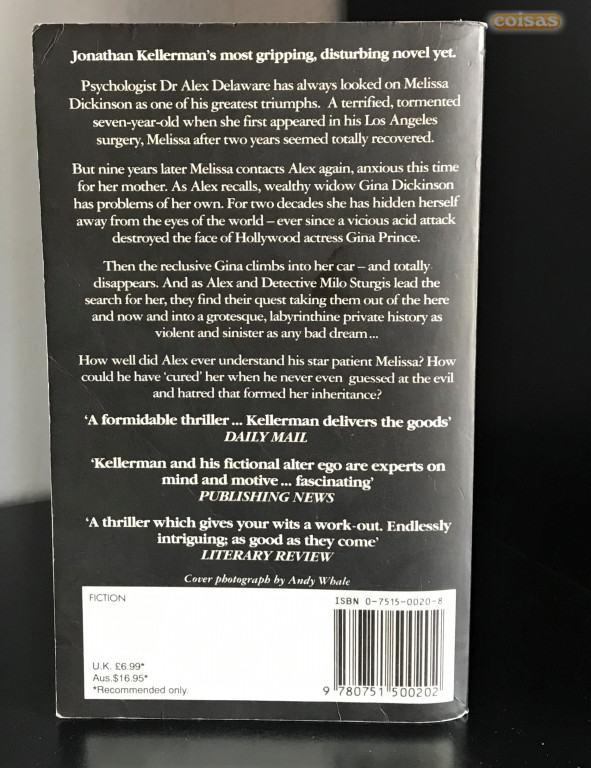 coisas
Jonathan Kellerman's most gripping, disturbing novel yet.
Psychologist Dr Alex Delaware has always looked on Melissa
Dickinson as one of his greatest triumphs. A terrified, tormented
seven-year-old when she first appeared in his Los Angeles
surgery, Melissa after two years seemed totally recovered.
But nine years later Melissa contacts Alex again, anxious this time
for her mother. As Alex recalls, wealthy widow Gina Dickinson
has problems of her own. For two decades she has hidden herself
away from the eyes of the world – ever since a vicious acid attack
destroyed the face of Hollywood actress Gina Prince.
Then the reclusive Gina climbs into her car – and totally
disappears. And as Alex and Detective Milo Sturgis lead the
search for her, they find their quest taking them out of the here
and now and into a grotesque, labyrinthine private history as
violent and sinister as any bad dream ...
How well did Alex ever understand his star patient Melissa? How
could he have 'cured' her when he never even guessed at the evil
and hatred that formed her inheritance?
'A formidable thriller ... Kellerman delivers the goods'
DAILY MAIL
'Kellerman and his fictional alter ego are experts on
mind and motive ... fascinating'
PUBLISHING NEWS
'A thriller which gives your wits a work-out. Endlessly
intriguing; as good as they come'
LITERARY REVIEW
Cover photograph by Andy Whale
FICTION
ISBN 0-7515-0020-8
U.K. £6.99*
Aus.$16.95*
*Recommended only.
9 780751 500202